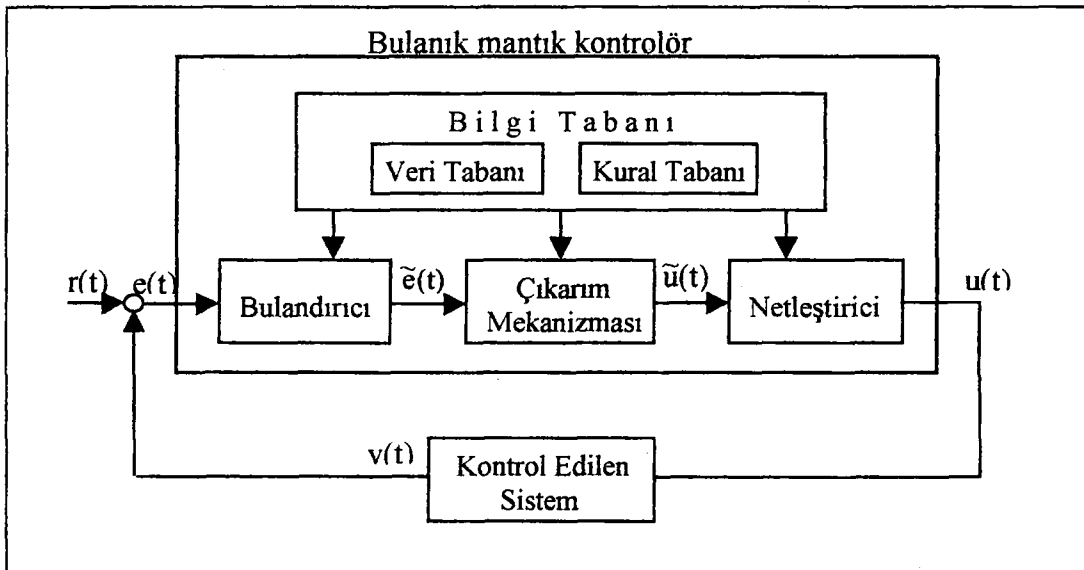 Bulanık mantık kontrolör
Bilgi Tabanı
Veri Tabanı
Kural Tabanı
r(t)
e(t)
Bulandırıcı
ẽ(t)
Çıkarım
Mekanizması
ũ(t)
Netleştirici
u(t)
v(t)
Kontrol Edilen
Sistem